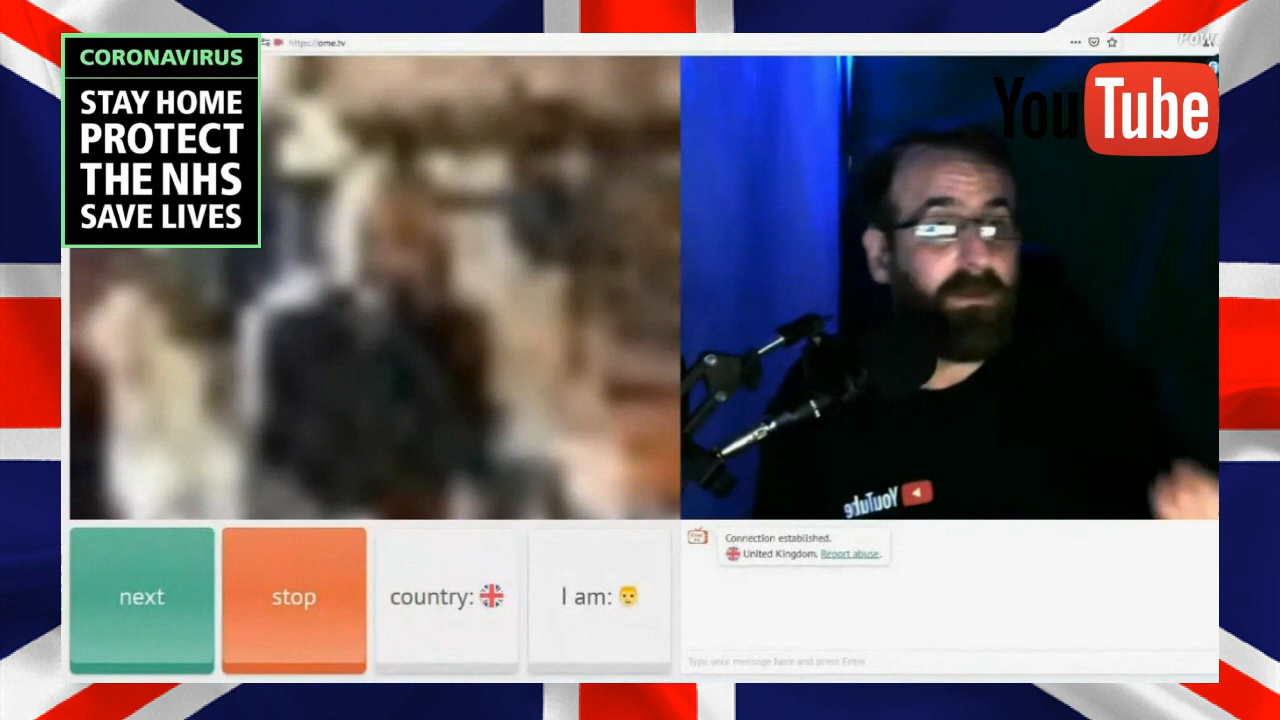 CORONAVIRUS
STAY HOME
PROTECT
THE NHS
SAVE LIVES
https://ome.tv
YouTube
YouTube
next
stop
country:
I am:
Connection established.
United Kingdom. Report abuse.
Type your message here and press Enter